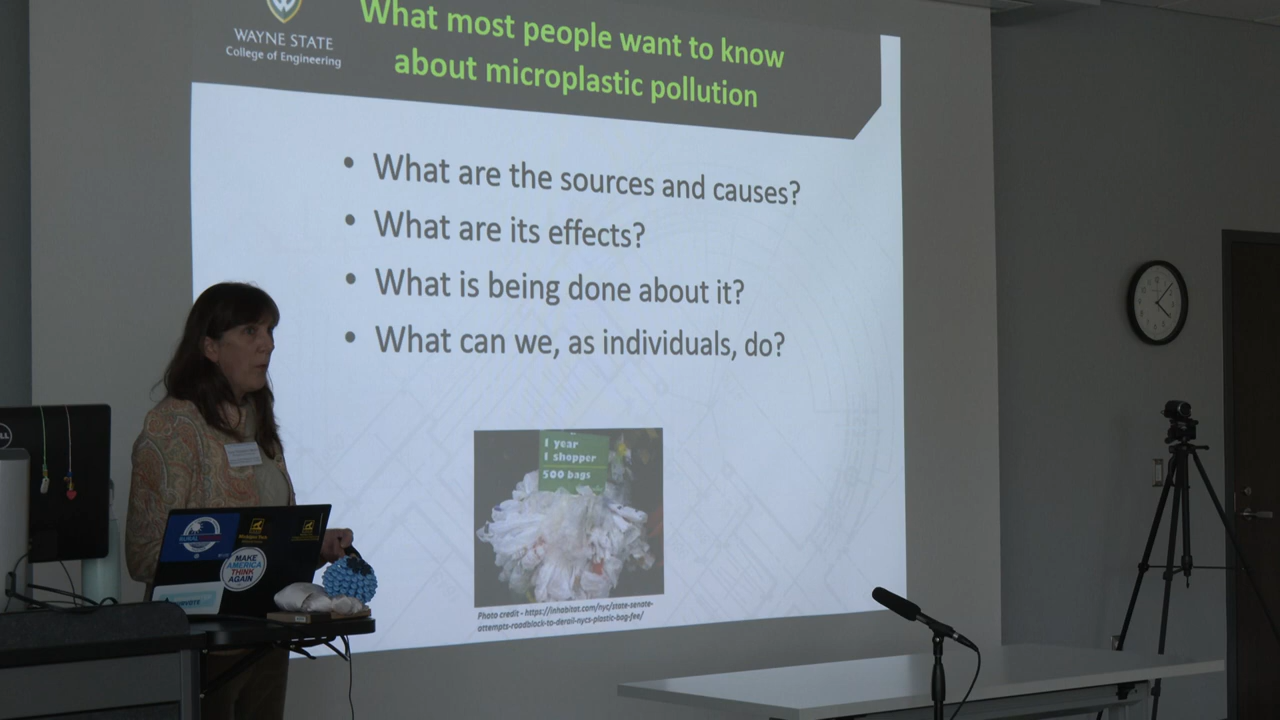 WAYNE STATE
College of Engineering
What most people want to know
about microplastic pollution
• What are the sources and causes?
• What are its effects?
• What is being done about it?
• What can we, as individuals, do?
1 year
1 shopper
500 bags
Photo credit - https://inhabitat.com/nyc/state-senate-
attempts-roadblock-to-derail-nycs-plastic-bag-fee/
MAKE
AMERICA
THINK
AGAIN